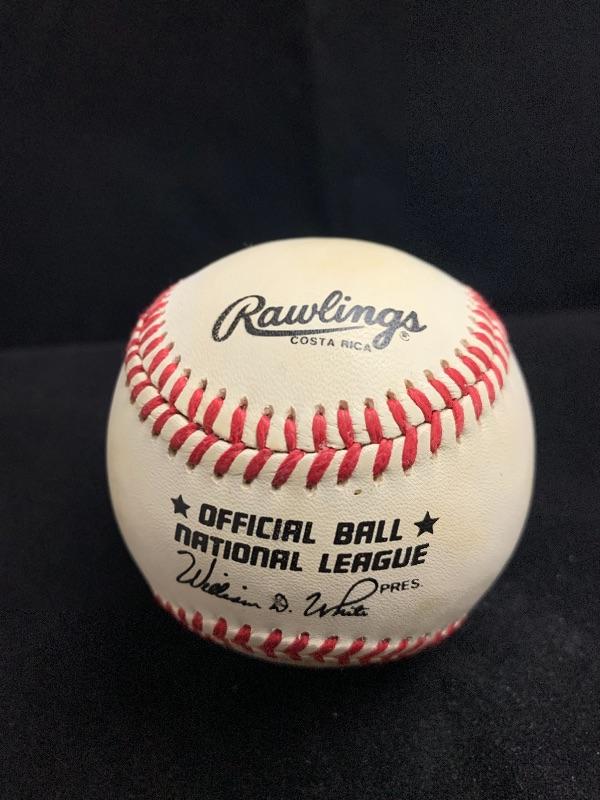 Rawlings®
COSTA RICA
★ OFFICIAL BALL ★
NATIONAL LEAGUE
William D. White PRES.